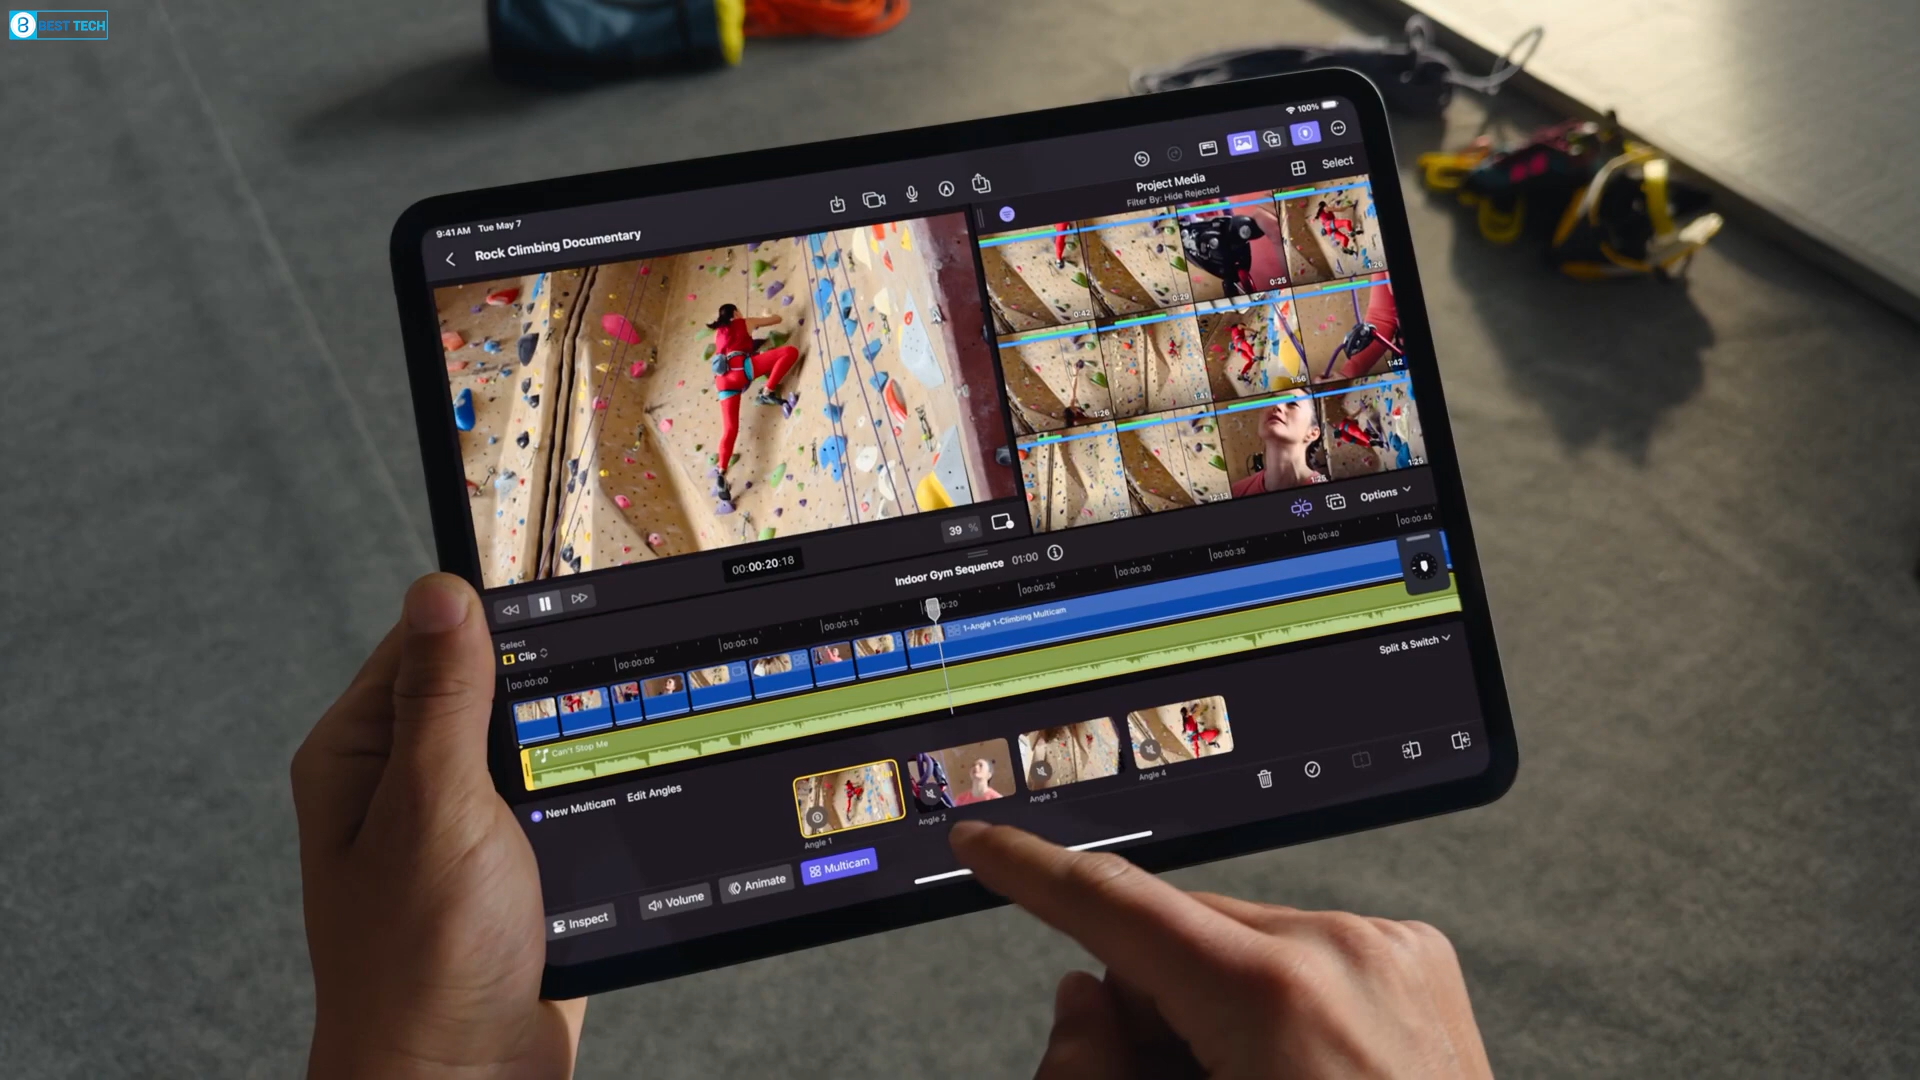 BEST TECH
9:41 AM Tue May 7
100%
Rock Climbing Documentary
Project Media
Filter By: Hide Rejected
Select
0:42
0:29
0:25
1:26
1:26
1:41
1:56
1:42
2:57
12:13
1:25
1:25
39 %
Options
00:00:20:18
Indoor Gym Sequence 01:00
Select
Clip
00:00:00
00:00:05
00:00:10
00:00:15
00:00:25
00:00:30
00:00:35
00:00:40
00:00:45
1-Angle 1-Climbing Multicam
Can't Stop Me
Split & Switch
New Multicam Edit Angles
Angle 1
Angle 2
Angle 3
Angle 4
Inspect
Volume
Animate
Multicam